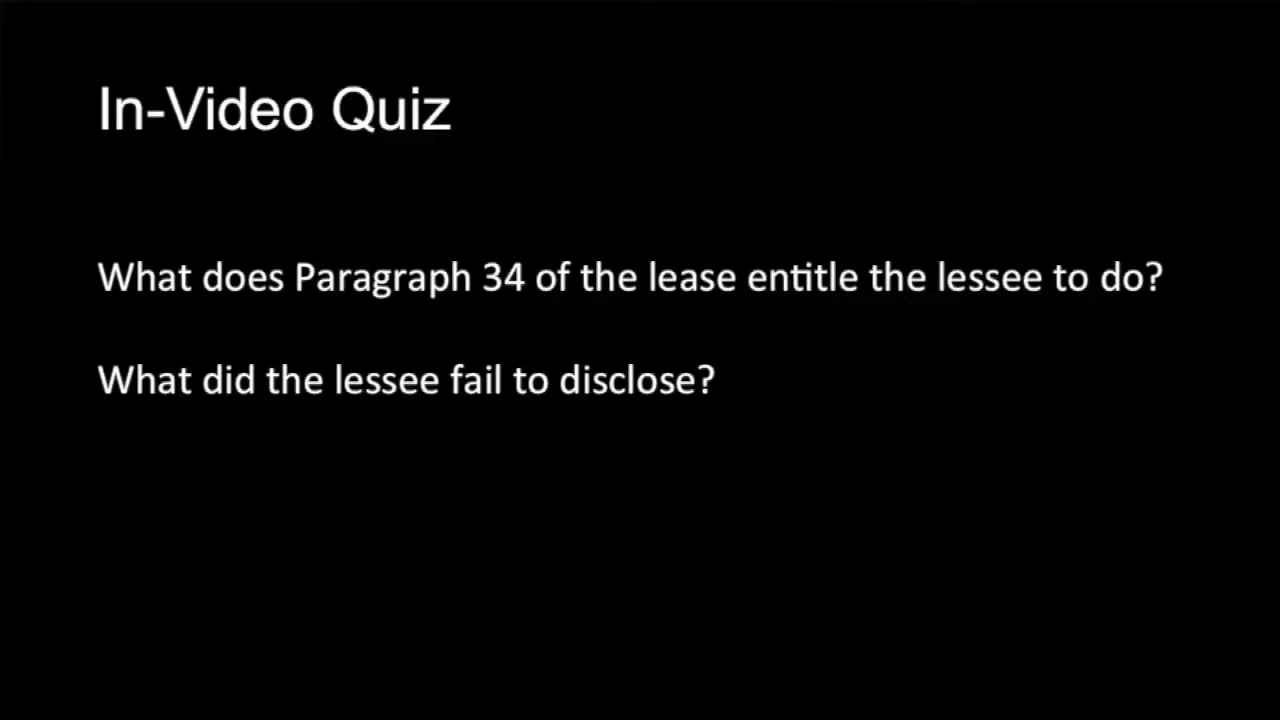 In-Video Quiz
What does Paragraph 34 of the lease entitle the lessee to do?
What did the lessee fail to disclose?